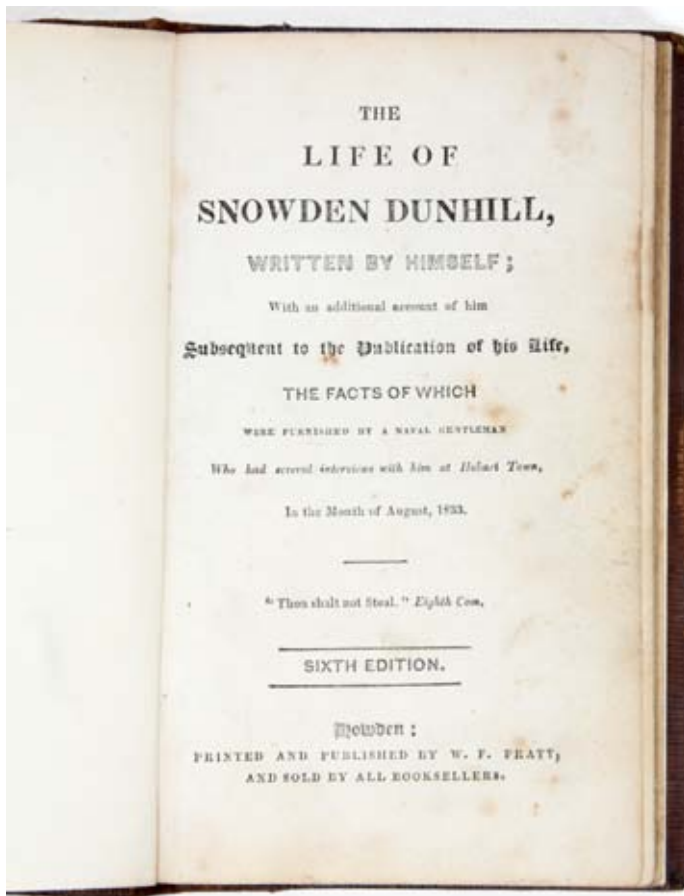 THE
LIFE OF
SNOWDEN DUNHILL,
WRITTEN BY HIMSELF;
With an additional account of him
Subsequent to the Publication of his Life,
THE FACTS OF WHICH
WERE FURNISHED BY A NAVAL GENTLEMAN
Who had several interviews with him at Hobart Town,
In the Month of August, 1833.
"Thou shalt not Steal." Eighth Com.
SIXTH EDITION.
Howden:
PRINTED AND PUBLISHED BY W. F. PRATT,
AND SOLD BY ALL BOOKSELLERS.